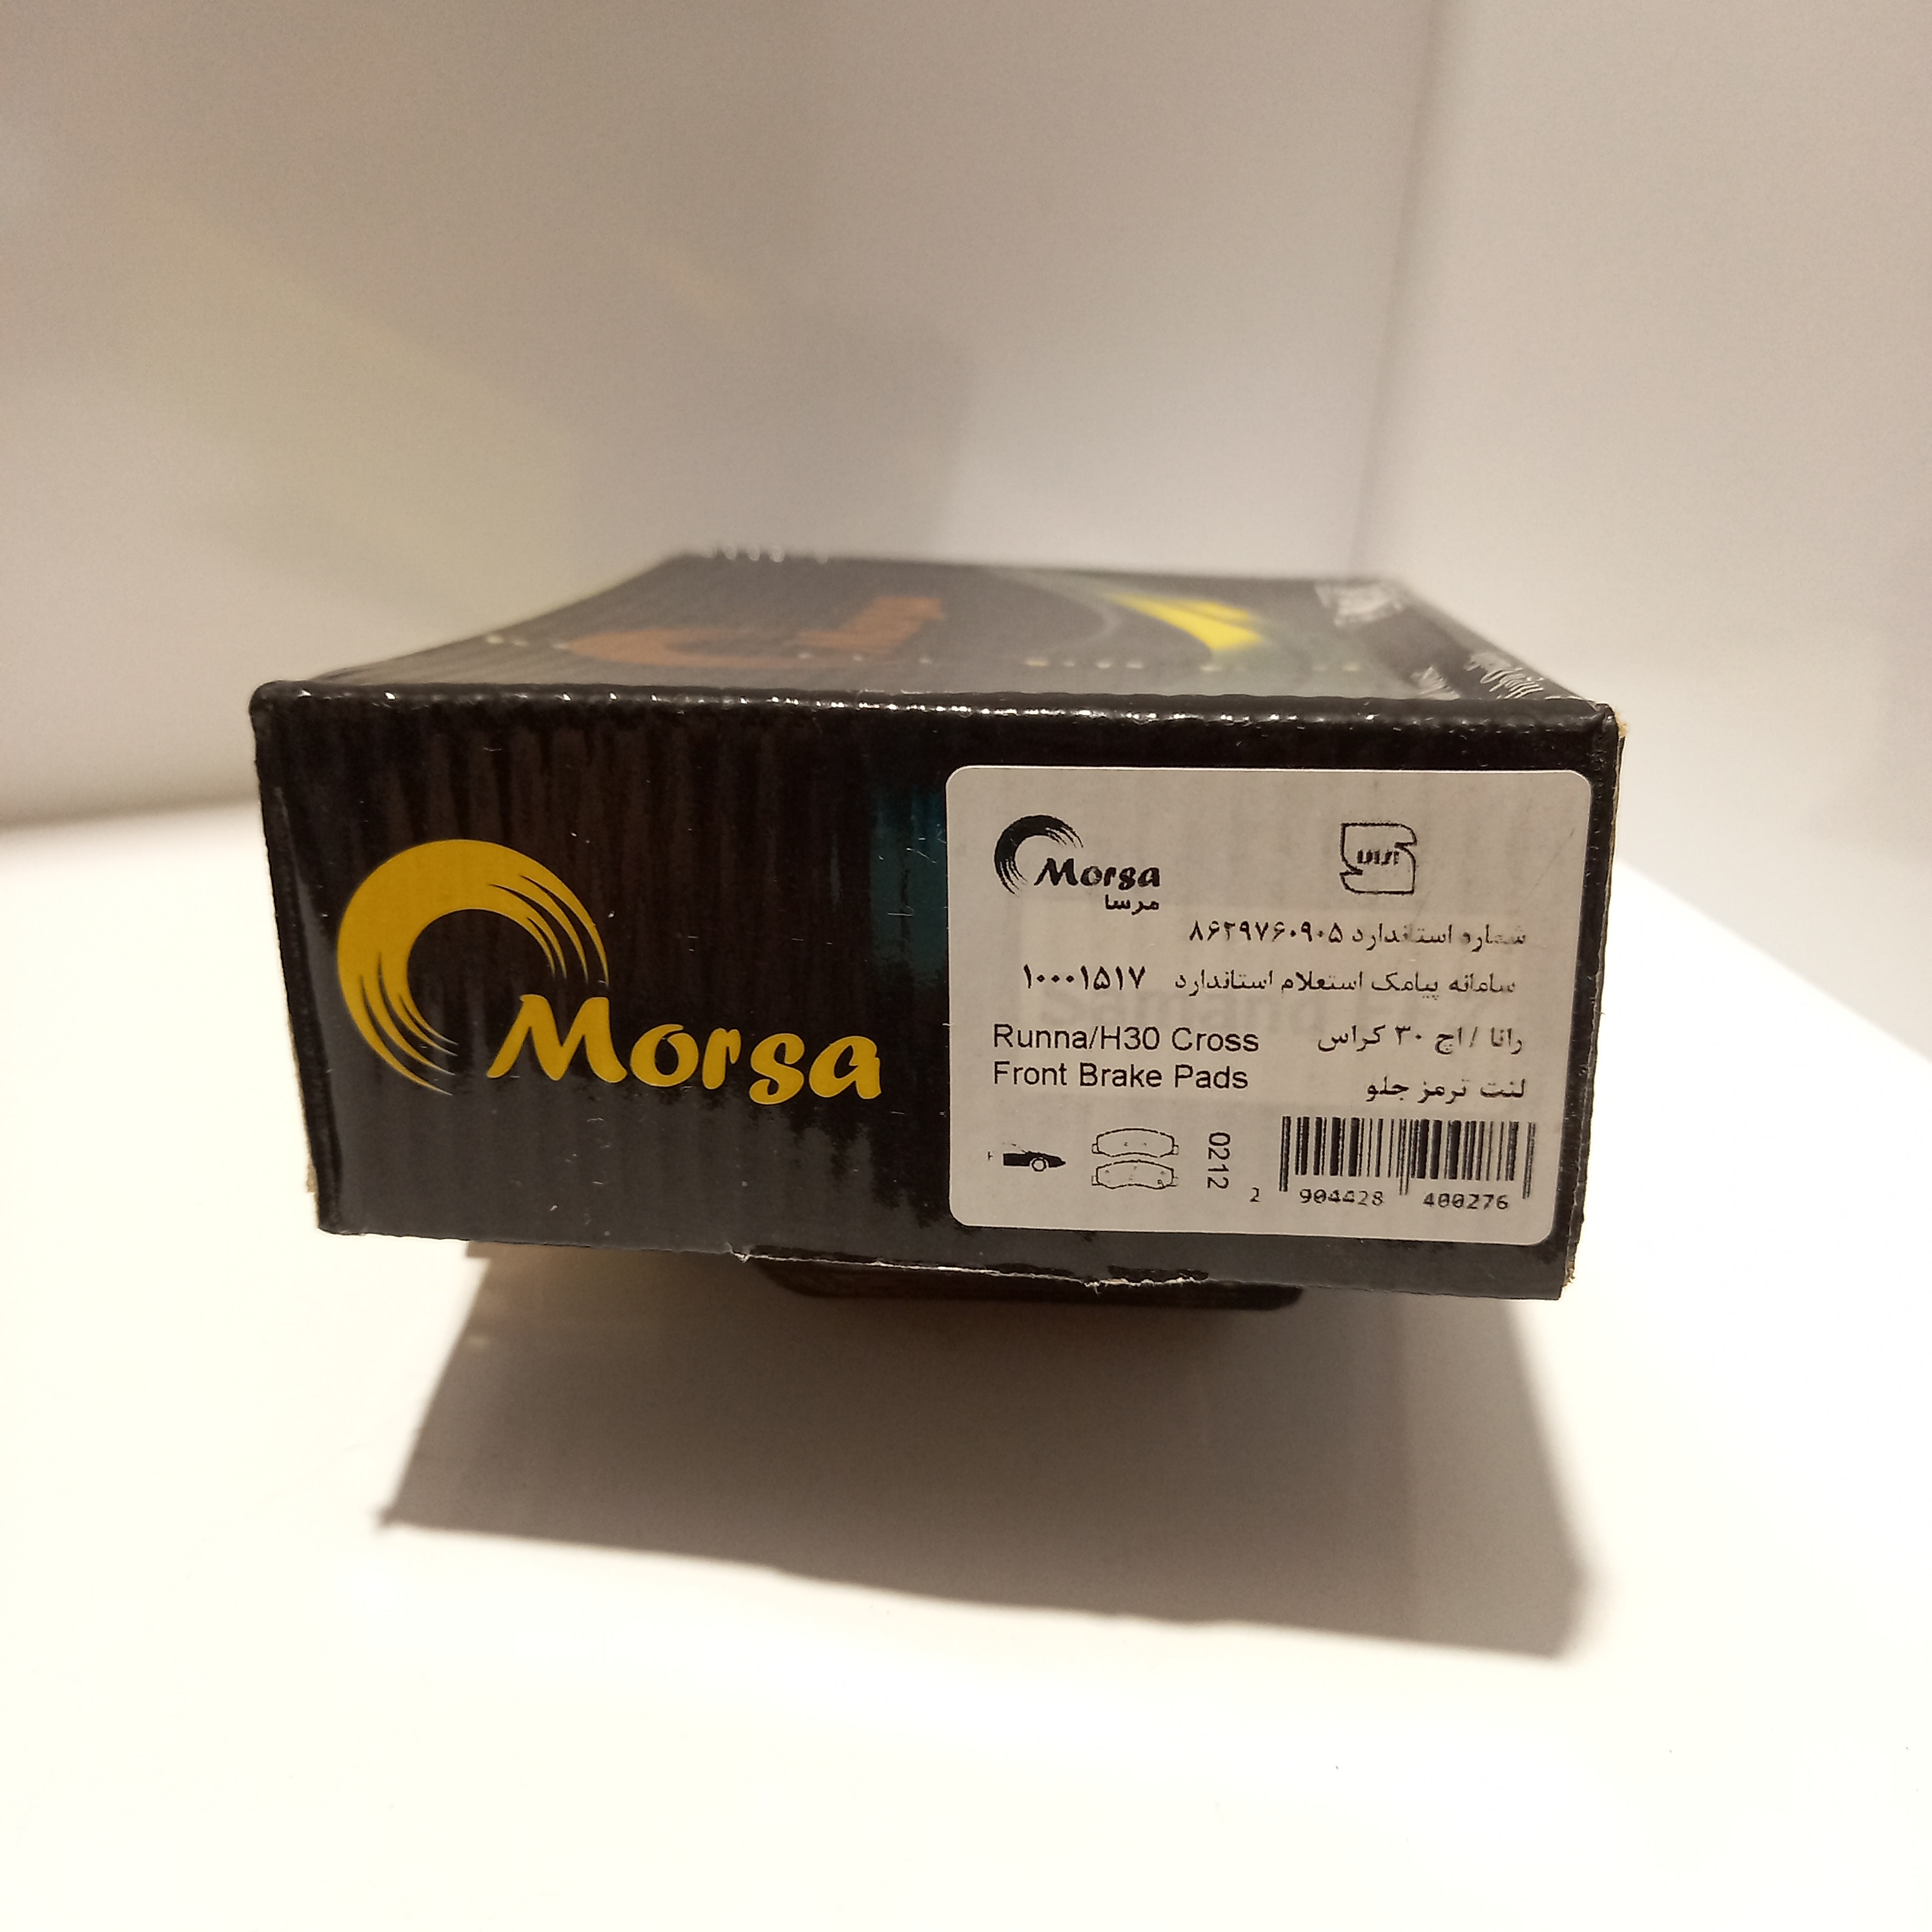 Morsa
Morsa
مرسا
شماره استاندارد ۸۶۲۹۷۶۰۹۰۵
سامانه پیامک استعلام استاندارد ۱۰۰۰۱۵۱۷
Runna/H30 Cross
رانا / اچ ۳۰ کراس
Front Brake Pads
لنت ترمز جلو
0212
2 904428 400276